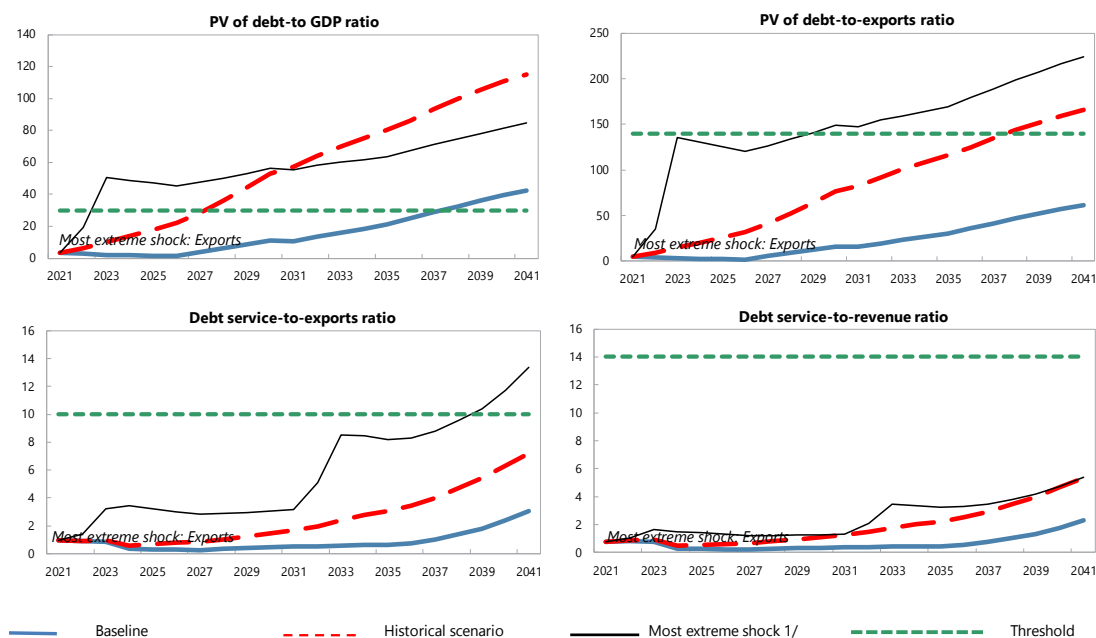 PV of debt-to GDP ratio
140
120
100
80
60
40
20
0
Most extreme shock: Exports
2021 2023 2025 2027 2029 2031 2033 2035 2037 2039 2041
PV of debt-to-exports ratio
250
200
150
100
50
0
Most extreme shock: Exports
2021 2023 2025 2027 2029 2031 2033 2035 2037 2039 2041
Debt service-to-exports ratio
16
14
12
10
8
6
4
2
0
Most extreme shock: Exports
2021 2023 2025 2027 2029 2031 2033 2035 2037 2039 2041
Debt service-to-revenue ratio
16
14
12
10
8
6
4
2
0
Most extreme shock: Exports
2021 2023 2025 2027 2029 2031 2033 2035 2037 2039 2041
Baseline Historical scenario Most extreme shock 1/ Threshold